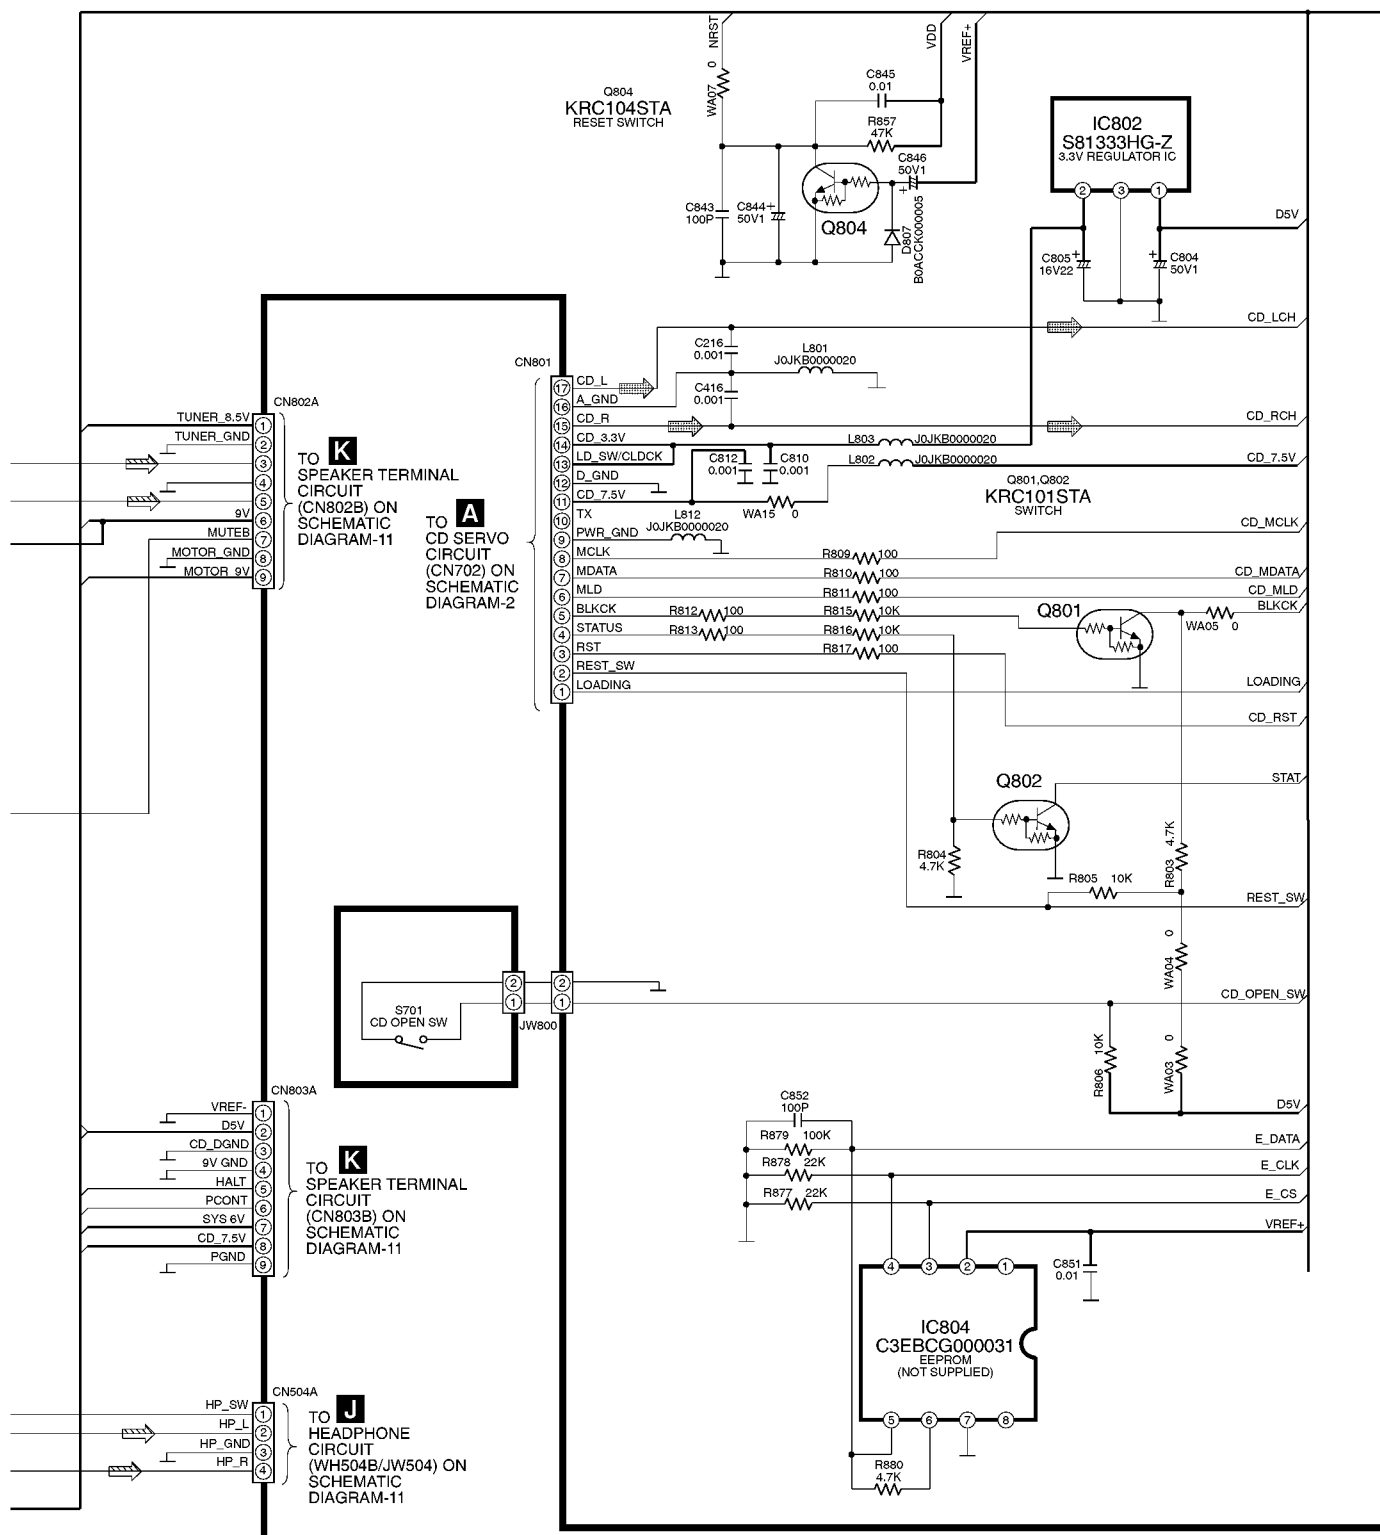 NRST
VDD
VREF+
WA07 0
Q804
KRC104STA
RESET SWITCH
C845
0.01
R857
47K
C846
50V1
+
C843
100P
C844
50V1
+
Q804
D807
B0ACCK000005
IC802
S81333HG-Z
3.3V REGULATOR IC
2
3
1
D5V
C805
16V22
+
C804
50V1
+
CD_LCH
C216
0.001
L801
J0JKB0000020
C416
0.001
CD_RCH
CN801
17 CD_L
16 A_GND
15 CD_R
14 CD_3.3V
13 LD_SW/CLDCK
12 D_GND
11 CD_7.5V
10 TX
9 PWR_GND
8 MCLK
7 MDATA
6 MLD
5 BLKCK
4 STATUS
3 RST
2 REST_SW
1 LOADING
L803 J0JKB0000020
L802 J0JKB0000020
CD_7.5V
C812
0.001
C810
0.001
WA15 0
L812
J0JKB0000020
Q801,Q802
KRC101STA
SWITCH
CD_MCLK
R809 100
R810 100
CD_MDATA
R811 100
CD_MLD
R812 100
R815 10K
BLKCK
R813 100
R816 10K
R817 100
Q801
WA05 0
LOADING
CD_RST
Q802
STAT
R804
4.7K
R803 4.7K
R805 10K
REST_SW
WA04 0
CD_OPEN_SW
R806 10K
WA03 0
D5V
CN802A
TUNER_8.5V 1
TUNER_GND 2
3
4
5
9V 6
MUTEB 7
MOTOR_GND 8
MOTOR_9V 9
TO K
SPEAKER TERMINAL
CIRCUIT
(CN802B) ON
SCHEMATIC
DIAGRAM-11
TO A
CD SERVO
CIRCUIT
(CN702) ON
SCHEMATIC
DIAGRAM-2
S701
CD OPEN SW
2 2
1 1
JW800
CN803A
VREF- 1
D5V 2
CD_DGND 3
9V GND 4
HALT 5
PCONT 6
SYS 6V 7
CD_7.5V 8
PGND 9
TO K
SPEAKER TERMINAL
CIRCUIT
(CN803B) ON
SCHEMATIC
DIAGRAM-11
C852
100P
R879 100K
R878 22K
R877 22K
E_DATA
E_CLK
E_CS
VREF+
C851
0.01
4 3 2 1
IC804
C3EBCG000031
EEPROM
(NOT SUPPLIED)
5 6 7 8
R880
4.7K
CN504A
HP_SW 1
HP_L 2
HP_GND 3
HP_R 4
TO J
HEADPHONE
CIRCUIT
(WH504B/JW504) ON
SCHEMATIC
DIAGRAM-11